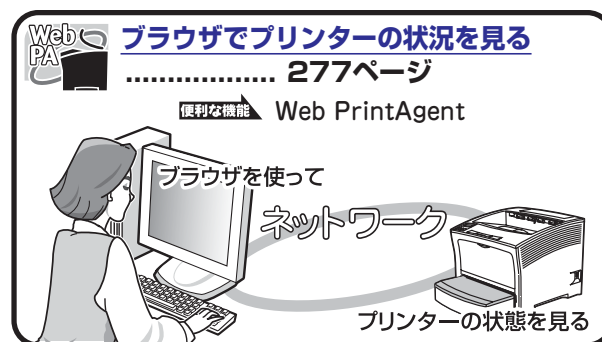 Web
PA
ブラウザでプリンターの状況を見る
.................. 277ページ
便利な機能 Web PrintAgent
ブラウザを使って
ネットワーク
プリンターの状態を見る